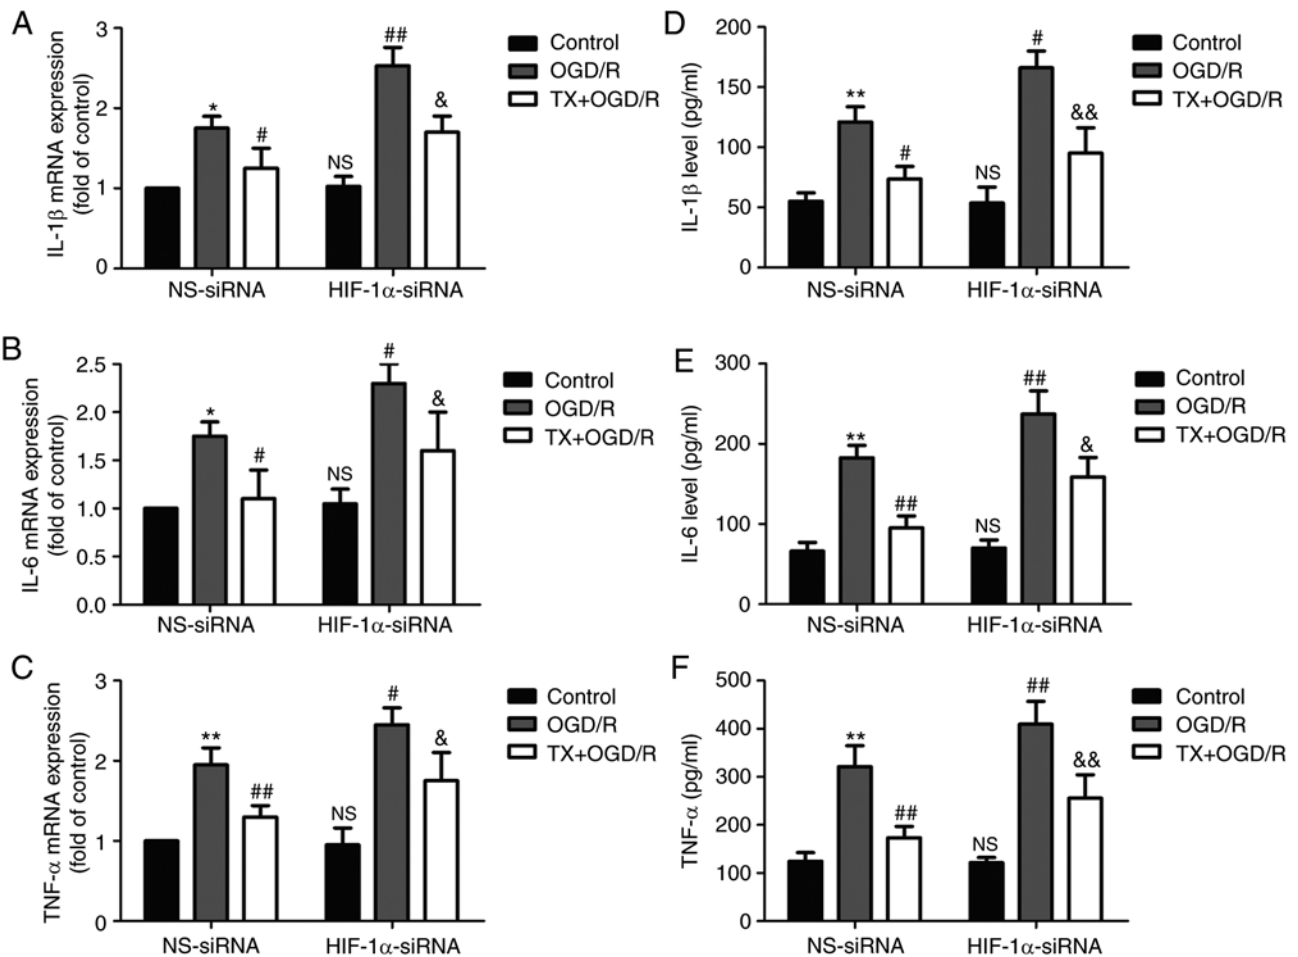 A
IL-1β mRNA expression
(fold of control)
3
2
1
0
*
#
NS
##
&
NS-siRNA
HIF-1α-siRNA
Control
OGD/R
TX+OGD/R
D
IL-1β level (pg/ml)
200
150
100
50
0
**
#
NS
#
&&
NS-siRNA
HIF-1α-siRNA
Control
OGD/R
TX+OGD/R
B
IL-6 mRNA expression
(fold of control)
2.5
2.0
1.5
1.0
0.5
0.0
*
#
NS
#
&
NS-siRNA
HIF-1α-siRNA
Control
OGD/R
TX+OGD/R
E
IL-6 level (pg/ml)
300
200
100
0
**
##
NS
##
&
NS-siRNA
HIF-1α-siRNA
Control
OGD/R
TX+OGD/R
C
TNF-α mRNA expression
(fold of control)
3
2
1
0
**
##
NS
#
&
NS-siRNA
HIF-1α-siRNA
Control
OGD/R
TX+OGD/R
F
TNF-α (pg/ml)
500
400
300
200
100
0
**
##
NS
##
&&
NS-siRNA
HIF-1α-siRNA
Control
OGD/R
TX+OGD/R